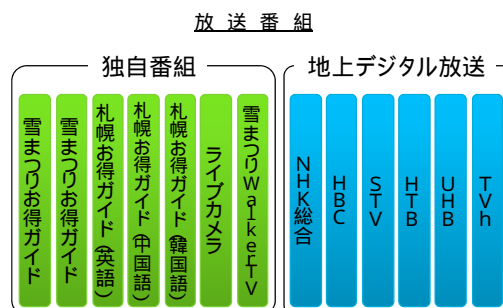 放送番組
独自番組
雪まつりお得ガイド
雪まつりお得ガイド
札幌お得ガイド（英語）
札幌お得ガイド（中国語）
札幌お得ガイド（韓国語）
ライブカメラ
雪まつりWalkerTV
地上デジタル放送
NHK総合
HBC
STV
HTB
UHB
TVh